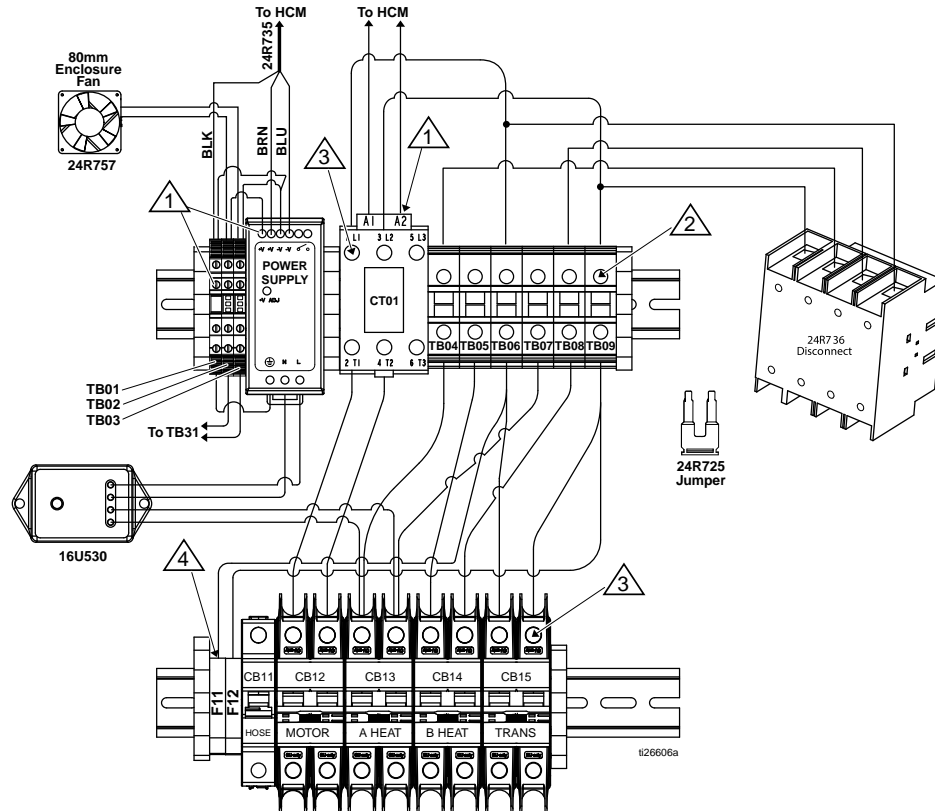 To HCM
To HCM
80mm
Enclosure
Fan
24R757
24R735
BLK
BRN
BLU
1
3
1
2
A1
A2
L1
3 L2
5 L3
+V +V -V -V
POWER
SUPPLY
+V ADJ
N L
CT01
2 T1
4 T2
6 T3
TB04
TB05
TB06
TB07
TB08
TB09
24R736
Disconnect
TB01
TB02
TB03
To TB31
24R725
Jumper
16U530
4
3
F11
F12
CB11
CB12
CB13
CB14
CB15
HOSE
MOTOR
A HEAT
B HEAT
TRANS
ti26606a